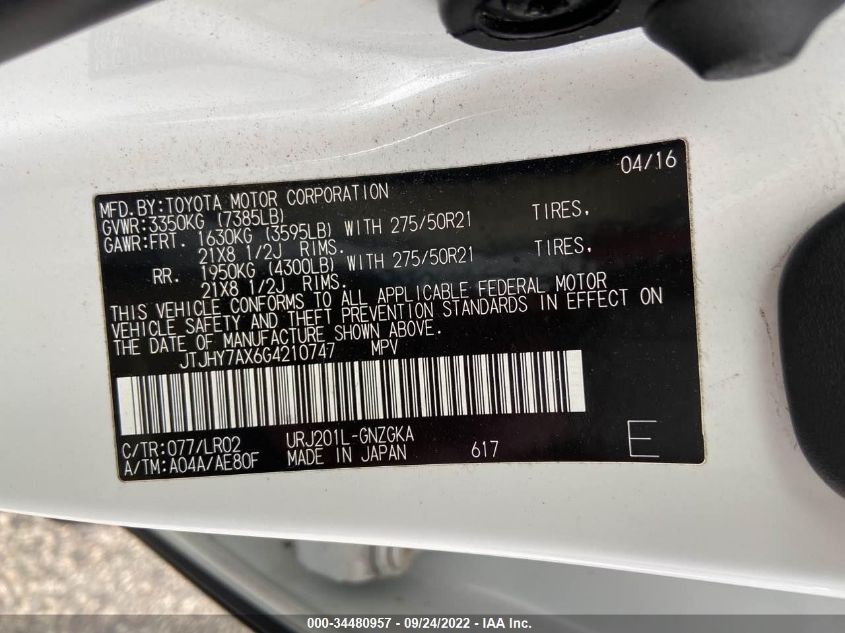 04/16
MFD.BY:TOYOTA MOTOR CORPORATION
GVWR:3350KG (7385LB)
GAWR:FRT. 1630KG (3595LB) WITH 275/50R21 TIRES,
21X8 1/2J RIMS.
RR. 1950KG (4300LB) WITH 275/50R21 TIRES,
21X8 1/2J RIMS.
THIS VEHICLE CONFORMS TO ALL APPLICABLE FEDERAL MOTOR
VEHICLE SAFETY AND THEFT PREVENTION STANDARDS IN EFFECT ON
THE DATE OF MANUFACTURE SHOWN ABOVE.
JTJHY7AX6G4210747 MPV
C/TR:077/LR02 URJ201L-GNZGKA
A/TM:A04A/AE80F MADE IN JAPAN 617 E
000-34480957 - 09/24/2022 - IAA Inc.